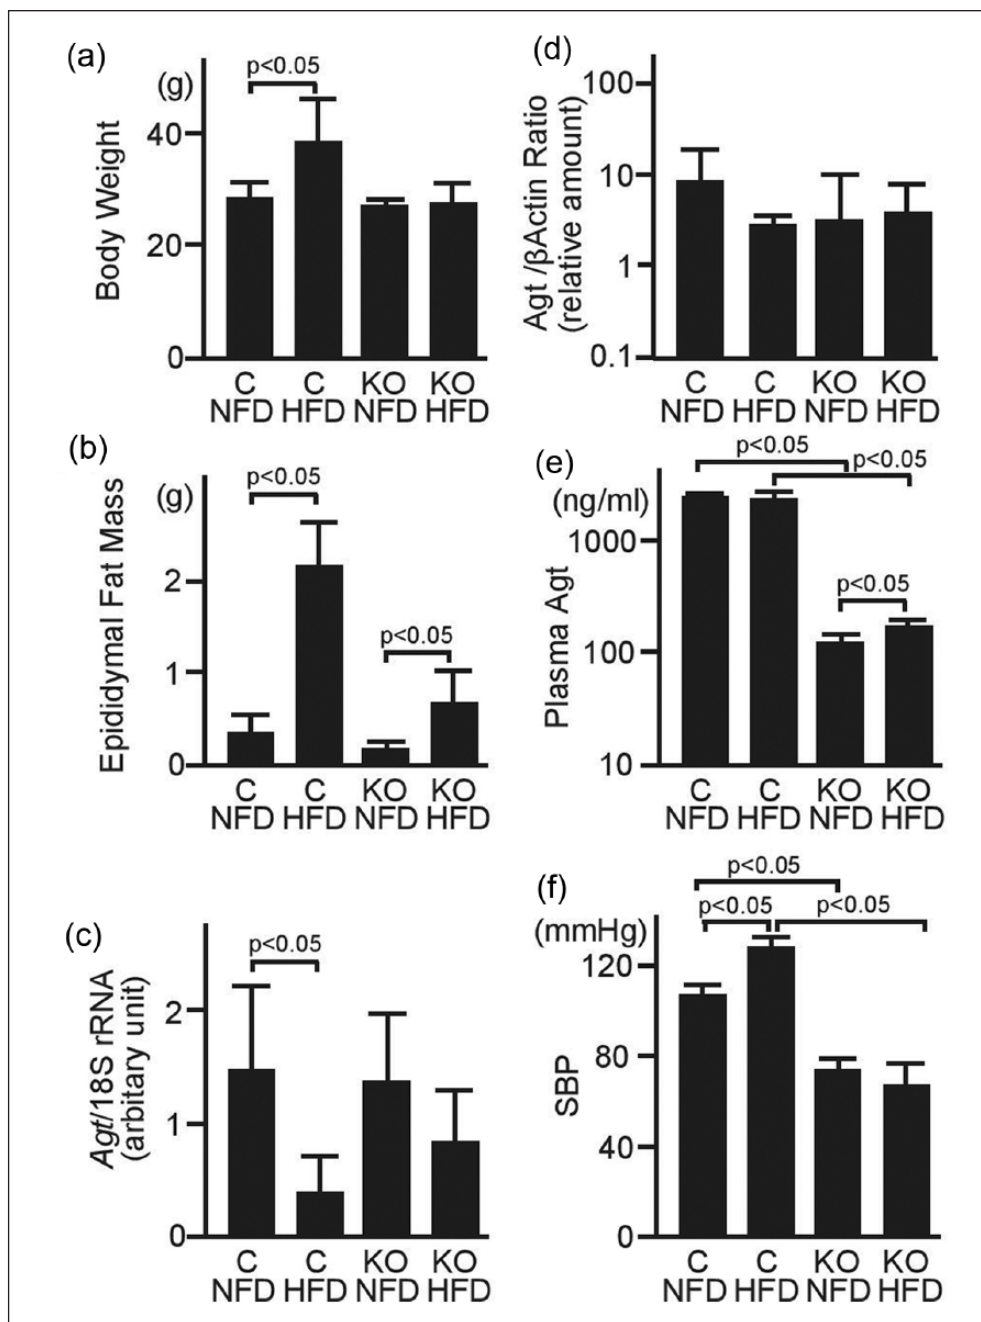 (a)
(g)
p<0.05
Body Weight
40
20
0
C C KO KO
NFD HFD NFD HFD
(b)
(g)
p<0.05
p<0.05
Epididymal Fat Mass
2
1
0
C C KO KO
NFD HFD NFD HFD
(c)
p<0.05
Agt/18S rRNA
(arbitary unit)
2
1
0
C C KO KO
NFD HFD NFD HFD
(d)
Agt /βActin Ratio
(relative amount)
100
10
1
0.1
C C KO KO
NFD HFD NFD HFD
(e)
p<0.05
p<0.05
(ng/ml)
p<0.05
Plasma Agt
1000
100
10
C C KO KO
NFD HFD NFD HFD
(f)
p<0.05
p<0.05 p<0.05
(mmHg)
SBP
120
80
40
0
C C KO KO
NFD HFD NFD HFD